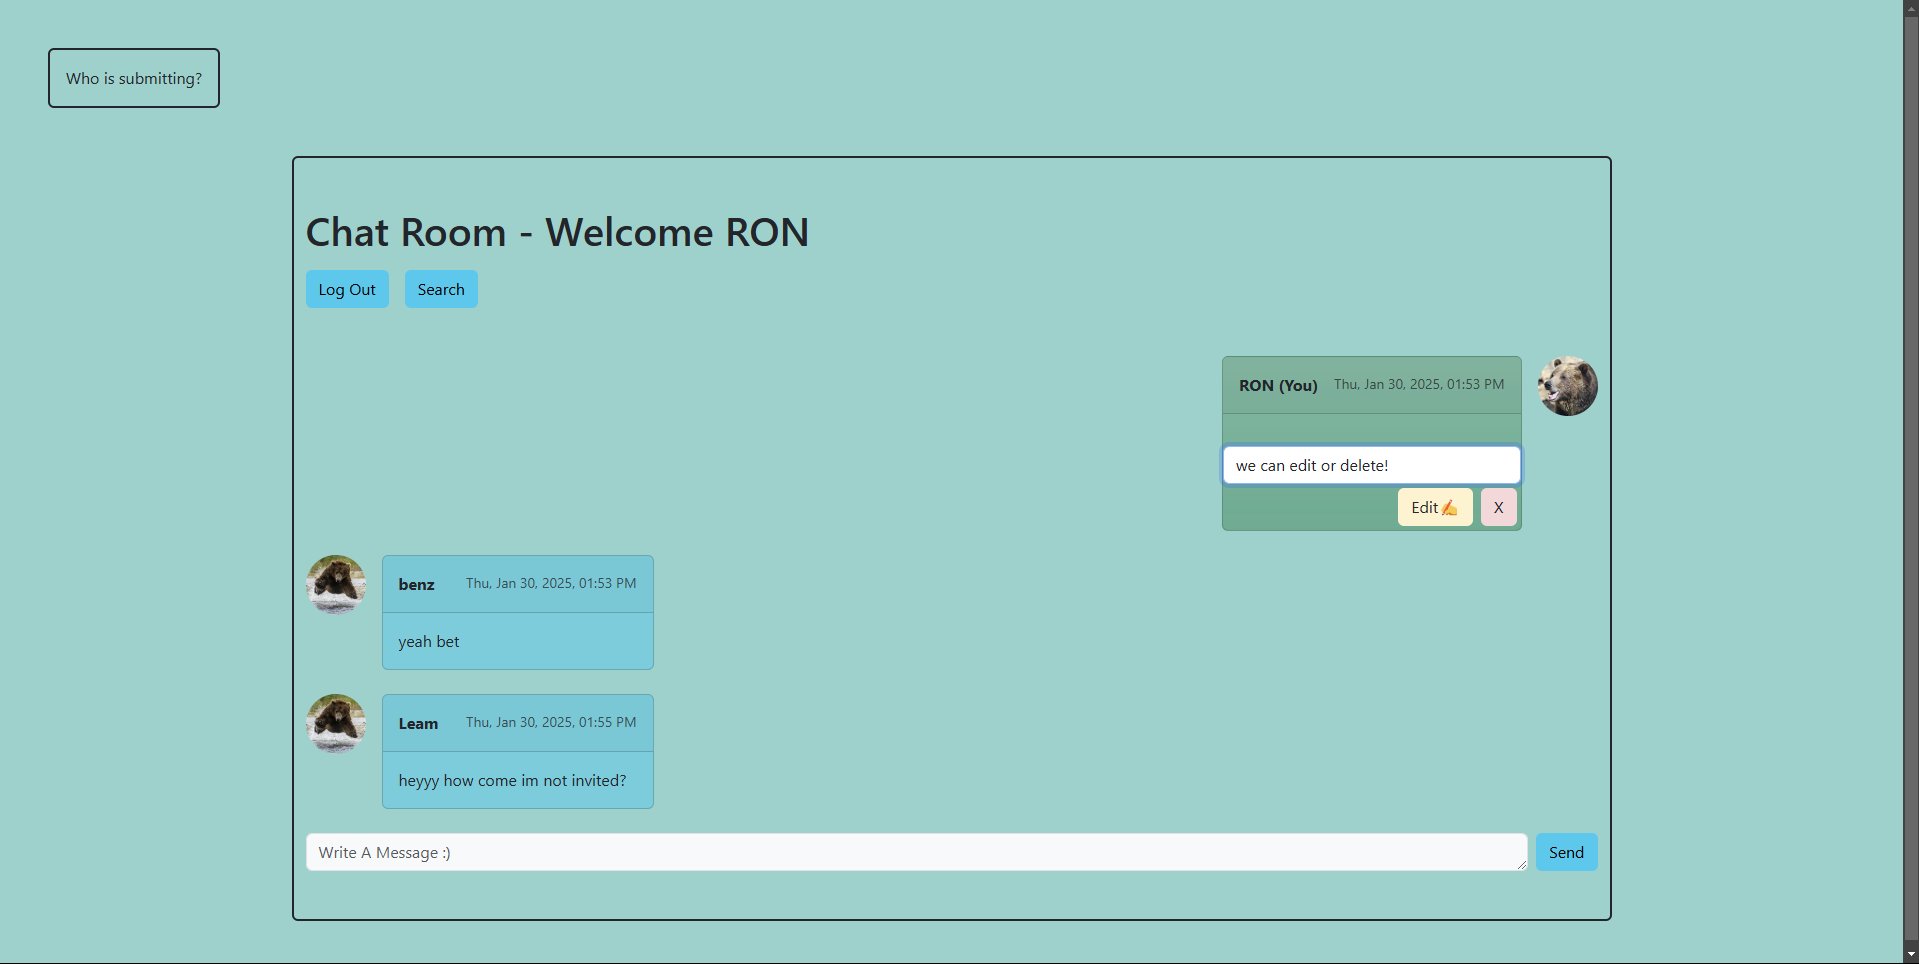 Who is submitting?
Chat Room - Welcome RON
Log Out Search
RON (You) Thu, Jan 30, 2025, 01:53 PM
we can edit or delete!
Edit✍ X
benz Thu, Jan 30, 2025, 01:53 PM
yeah bet
Leam Thu, Jan 30, 2025, 01:55 PM
heyyy how come im not invited?
Write A Message :) Send